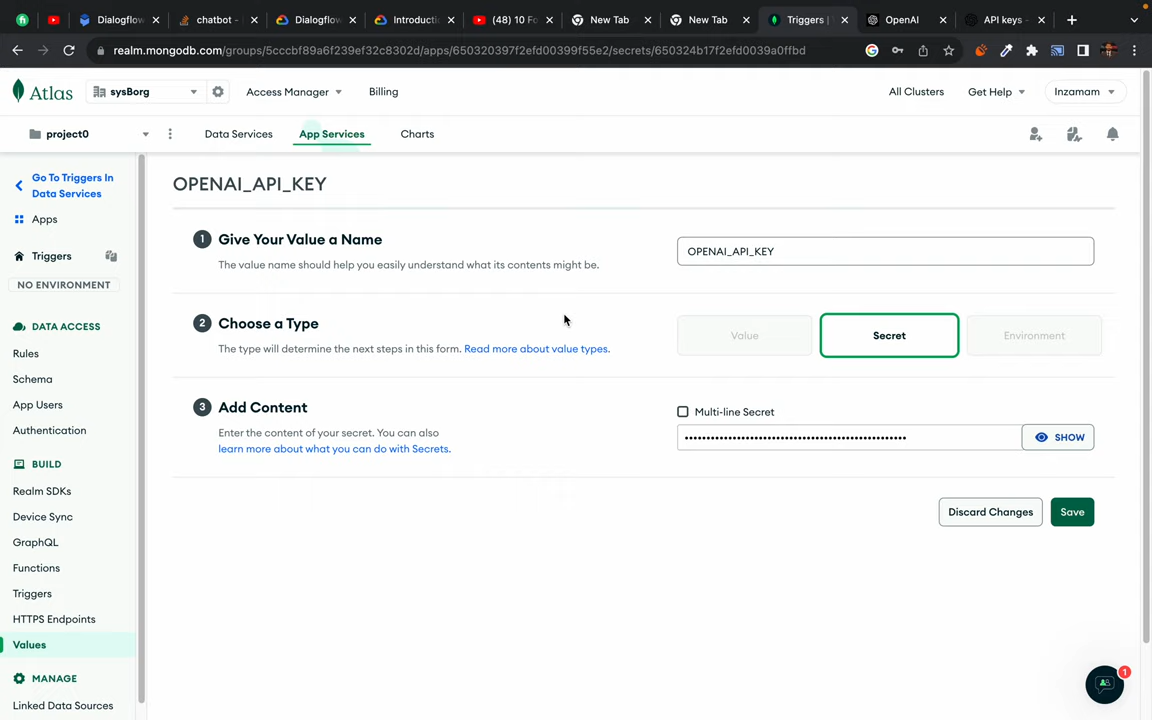 Dialogflow
chatbot -
Dialogflow
Introducti
(48) 10 Fo
New Tab
New Tab
Triggers |
OpenAI
API keys -
realm.mongodb.com/groups/5cccbf89a6f239ef32c8302d/apps/650320397f2efd00399f55e2/secrets/650324b17f2efd0039a0ffbd
Atlas
sysBorg
Access Manager
Billing
All Clusters
Get Help
Inzamam
project0
Data Services
App Services
Charts
Go To Triggers In
Data Services
Apps
Triggers
NO ENVIRONMENT
DATA ACCESS
Rules
Schema
App Users
Authentication
BUILD
Realm SDKs
Device Sync
GraphQL
Functions
Triggers
HTTPS Endpoints
Values
MANAGE
Linked Data Sources
OPENAI_API_KEY
1 Give Your Value a Name
The value name should help you easily understand what its contents might be.
OPENAI_API_KEY
2 Choose a Type
The type will determine the next steps in this form. Read more about value types.
Value
Secret
Environment
3 Add Content
Enter the content of your secret. You can also
learn more about what you can do with Secrets.
Multi-line Secret
SHOW
Discard Changes
Save
1